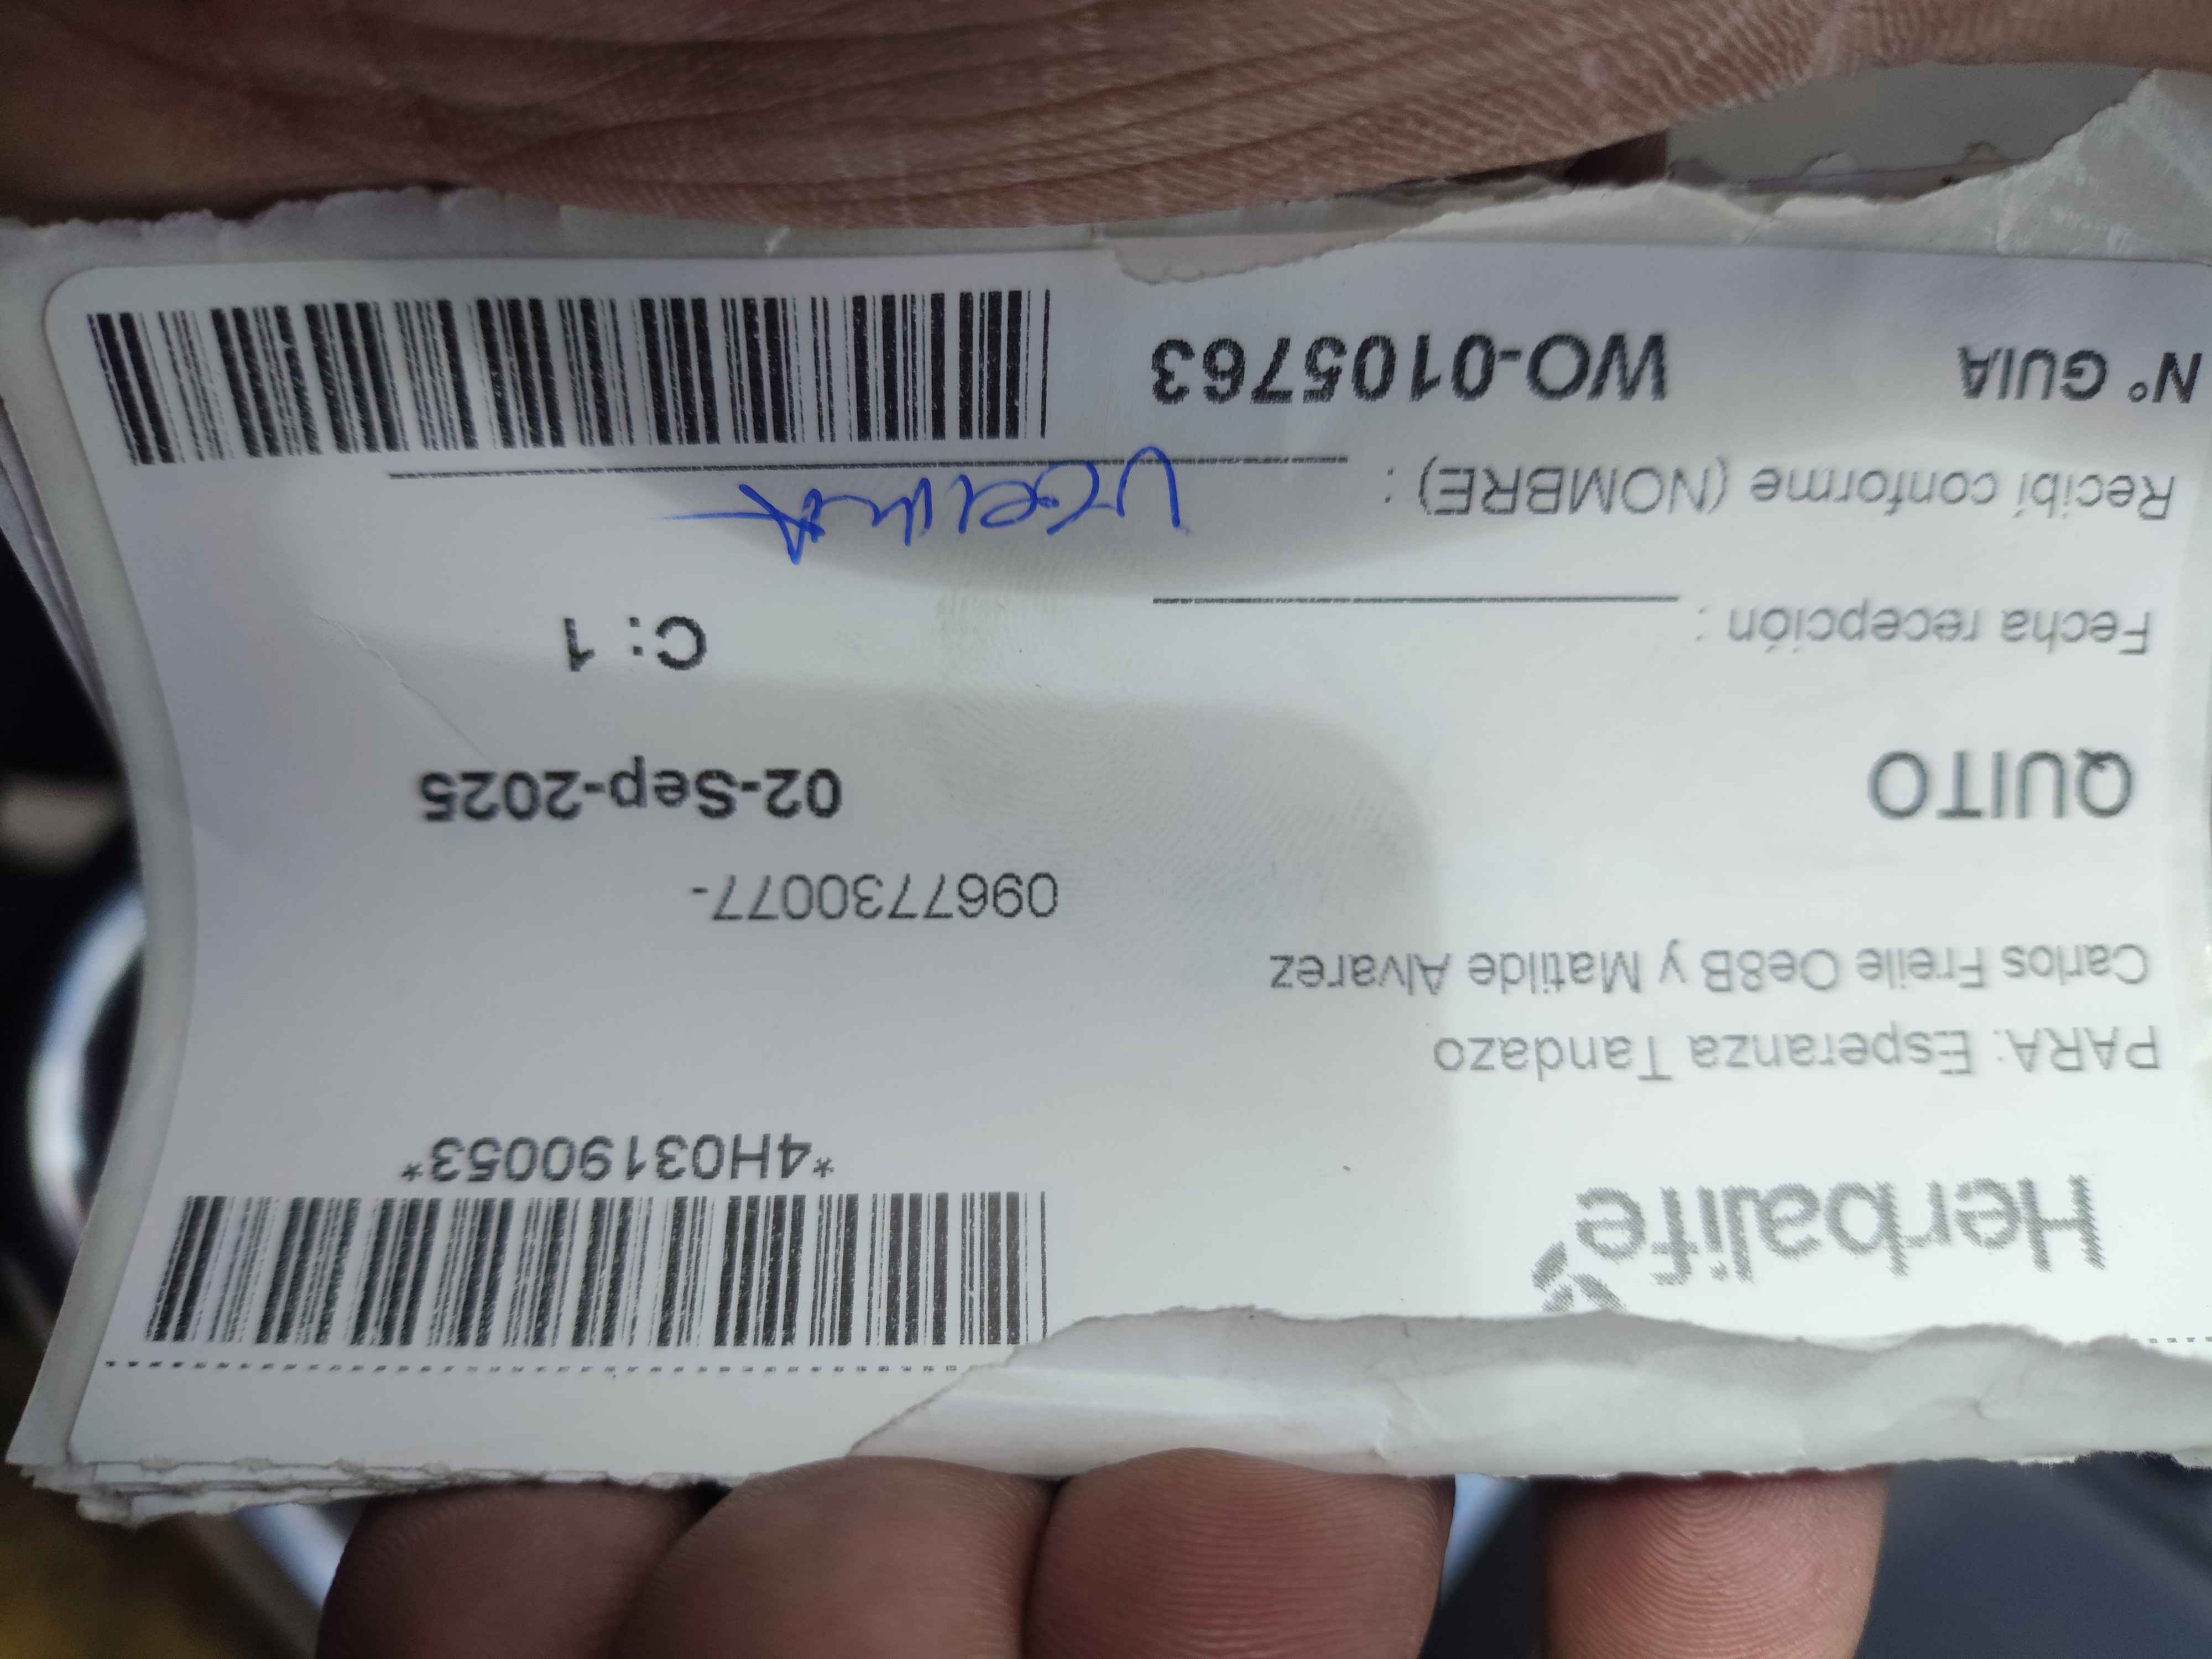 Herbalife
*4H03190053*
PARA: Esperanza Tandazo
Carlos Freile Oe8B y Matilde Alvarez
0967730077-
QUITO
02-Sep-2025
Fecha recepción :
C: 1
Recibí conforme (NOMBRE) :
N° GUIA
WO-0105763